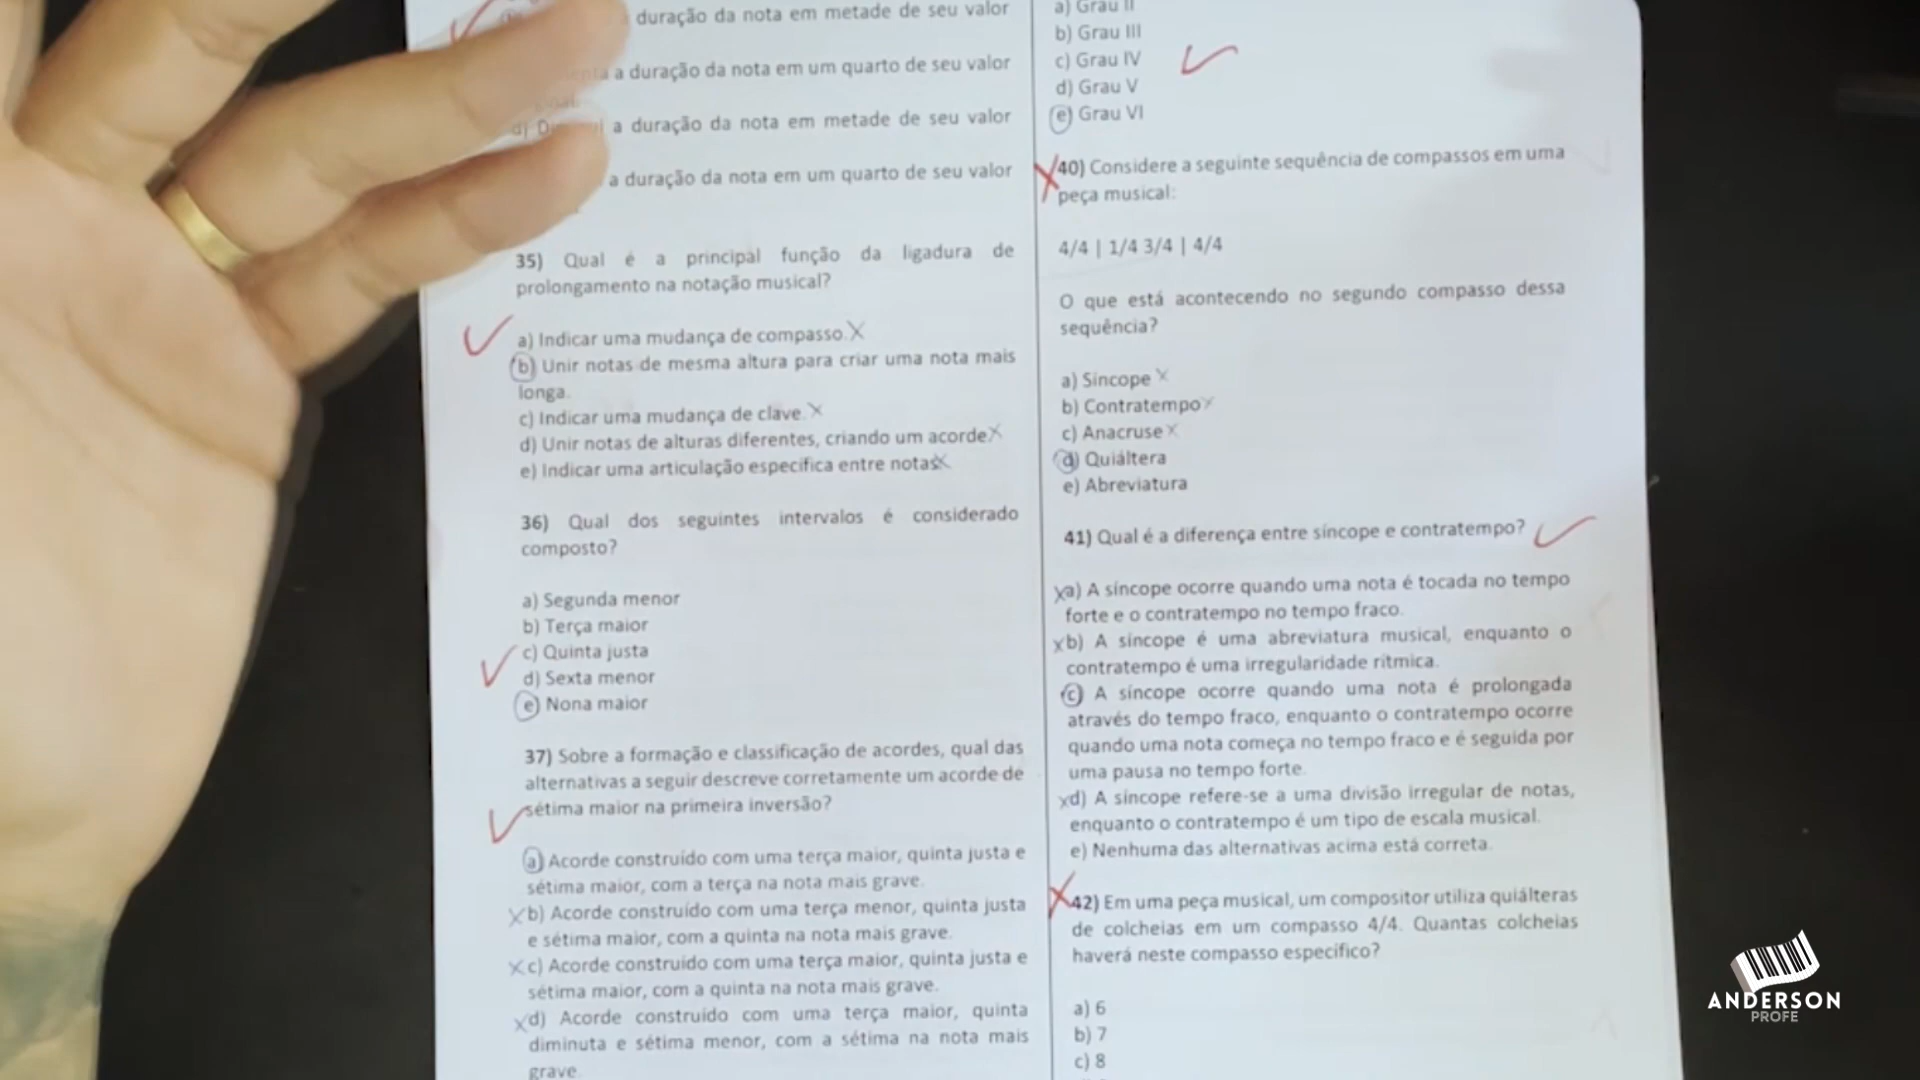 duração da nota em metade de seu valor
a duração da nota em um quarto de seu valor
a duração da nota em metade de seu valor
a duração da nota em um quarto de seu valor
35) Qual é a principal função da ligadura de
prolongamento na notação musical?
a) Indicar uma mudança de compasso.
b) Unir notas de mesma altura para criar uma nota mais
longa.
c) Indicar uma mudança de clave.
d) Unir notas de alturas diferentes, criando um acorde
e) Indicar uma articulação específica entre notas
36) Qual dos seguintes intervalos é considerado
composto?
a) Segunda menor
b) Terça maior
c) Quinta justa
d) Sexta menor
e) Nona maior
37) Sobre a formação e classificação de acordes, qual das
alternativas a seguir descreve corretamente um acorde de
sétima maior na primeira inversão?
a) Acorde construído com uma terça maior, quinta justa e
sétima maior, com a terça na nota mais grave.
b) Acorde construído com uma terça menor, quinta justa
e sétima maior, com a quinta na nota mais grave.
c) Acorde construído com uma terça maior, quinta justa e
sétima maior, com a quinta na nota mais grave.
d) Acorde construído com uma terça maior, quinta
diminuta e sétima menor, com a sétima na nota mais
grave.
a) Grau II
b) Grau III
c) Grau IV
d) Grau V
e) Grau VI
40) Considere a seguinte sequência de compassos em uma
peça musical:
4/4 | 1/4 3/4 | 4/4
O que está acontecendo no segundo compasso dessa
sequência?
a) Síncope
b) Contratempo
c) Anacruse
d) Quiáltera
e) Abreviatura
41) Qual é a diferença entre síncope e contratempo?
a) A síncope ocorre quando uma nota é tocada no tempo
forte e o contratempo no tempo fraco.
b) A síncope é uma abreviatura musical, enquanto o
contratempo é uma irregularidade rítmica.
c) A síncope ocorre quando uma nota é prolongada
através do tempo fraco, enquanto o contratempo ocorre
quando uma nota começa no tempo fraco e é seguida por
uma pausa no tempo forte.
d) A síncope refere-se a uma divisão irregular de notas,
enquanto o contratempo é um tipo de escala musical.
e) Nenhuma das alternativas acima está correta.
42) Em uma peça musical, um compositor utiliza quiálteras
de colcheias em um compasso 4/4. Quantas colcheias
haverá neste compasso específico?
a) 6
b) 7
c) 8
ANDERSON
PROFE